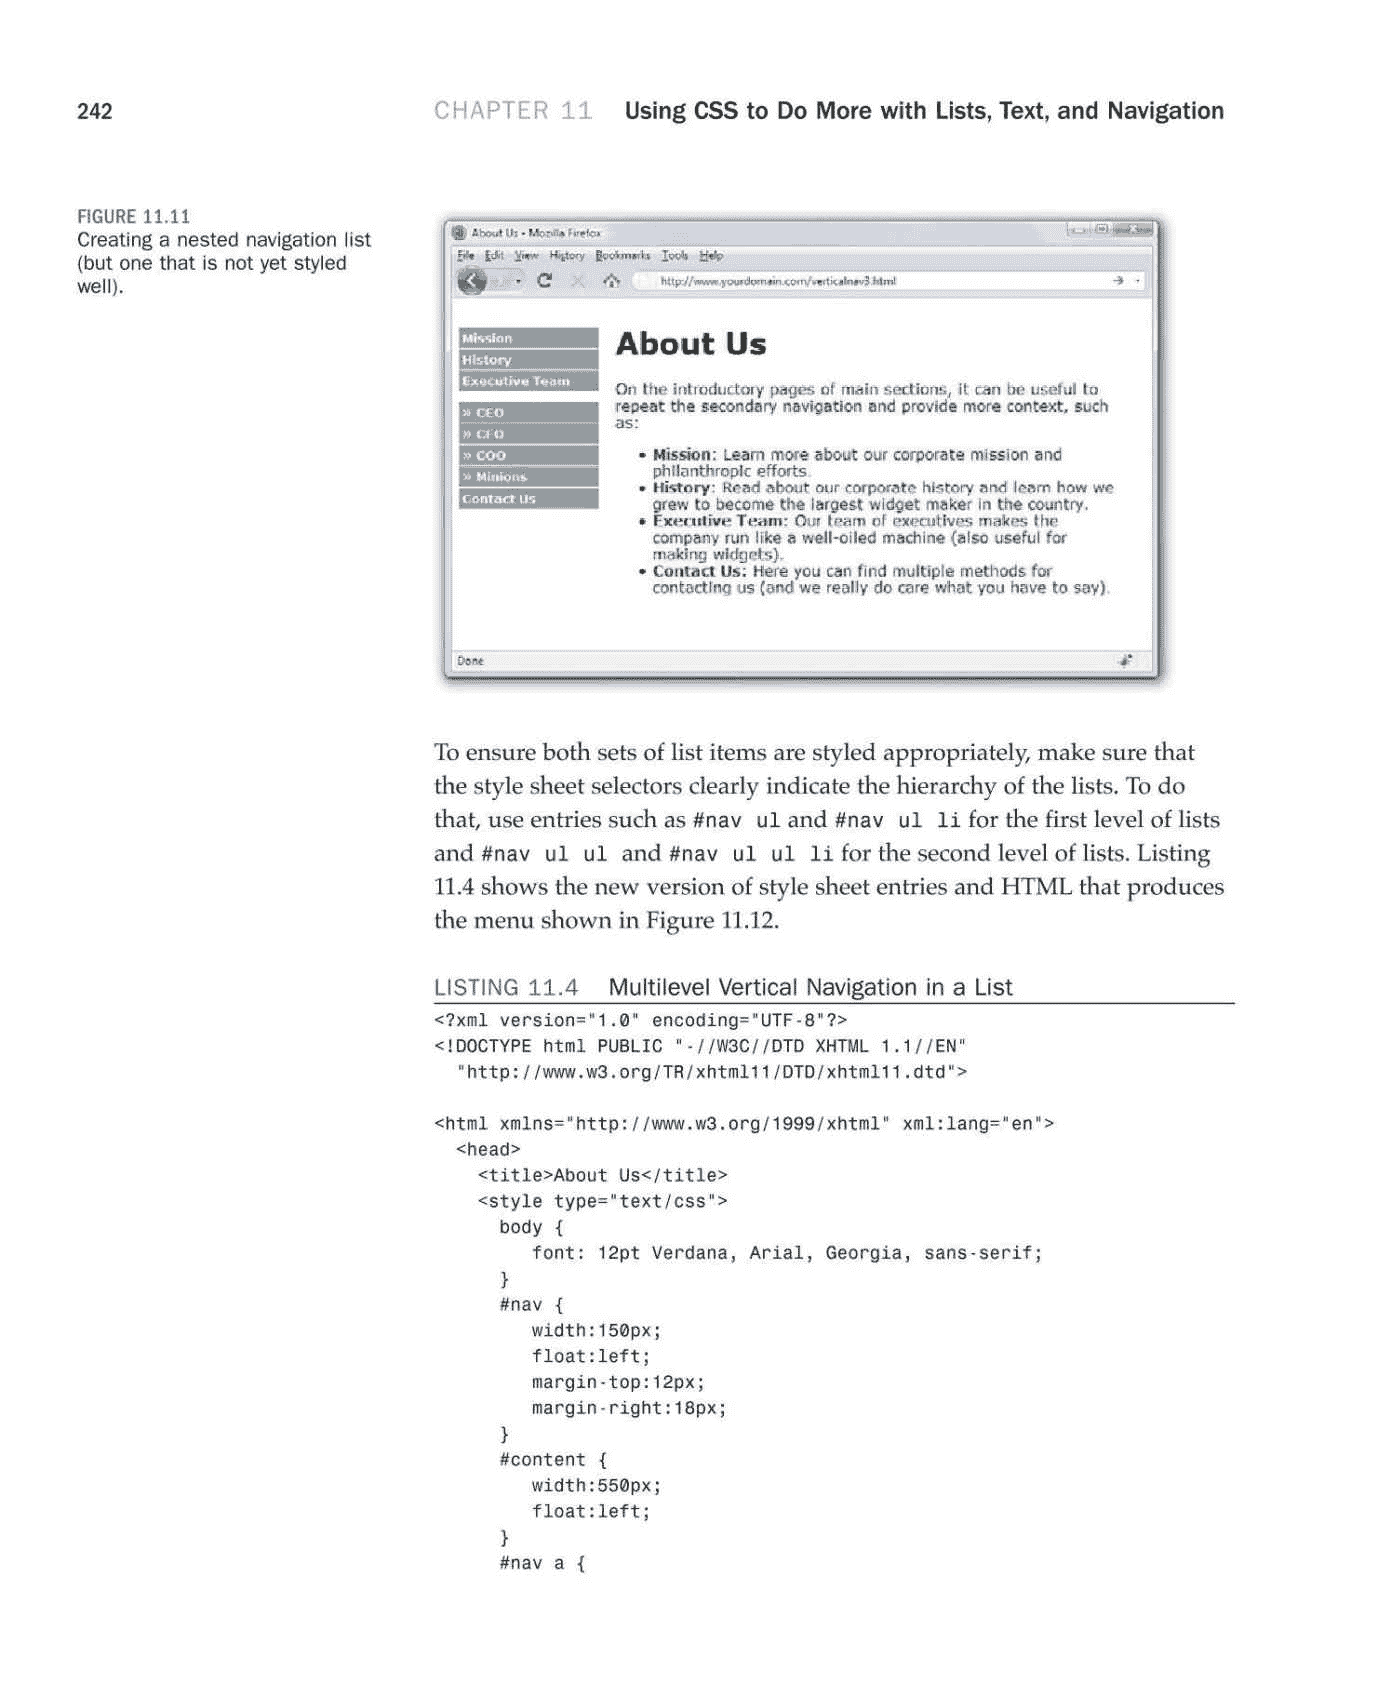 242
CHAPTER 11 Using CSS to Do More with Lists, Text, and Navigation
FIGURE 11.11
Creating a nested navigation list
(but one that is not yet styled
well).
About Us - Mozilla Firefox
File Edit View History Bookmarks Tools Help
http://www.yourdomain.com/verticalnav3.html
Mission
History
Executive Team
» CEO
» CFO
» COO
» Minions
Contact Us
About Us
On the introductory pages of main sections, it can be useful to
repeat the secondary navigation and provide more context, such
as:
• Mission: Learn more about our corporate mission and
philanthropic efforts.
• History: Read about our corporate history and learn how we
grew to become the largest widget maker in the country.
• Executive Team: Our team of executives makes the
company run like a well-oiled machine (also useful for
making widgets).
• Contact Us: Here you can find multiple methods for
contacting us (and we really do care what you have to say).
Done
To ensure both sets of list items are styled appropriately, make sure that
the style sheet selectors clearly indicate the hierarchy of the lists. To do
that, use entries such as #nav ul and #nav ul li for the first level of lists
and #nav ul ul and #nav ul ul li for the second level of lists. Listing
11.4 shows the new version of style sheet entries and HTML that produces
the menu shown in Figure 11.12.
LISTING 11.4 Multilevel Vertical Navigation in a List
<?xml version="1.0" encoding="UTF-8"?>
<!DOCTYPE html PUBLIC "-//W3C//DTD XHTML 1.1//EN"
"http://www.w3.org/TR/xhtml11/DTD/xhtml11.dtd">
<html xmlns="http://www.w3.org/1999/xhtml" xml:lang="en">
<head>
<title>About Us</title>
<style type="text/css">
body {
font: 12pt Verdana, Arial, Georgia, sans-serif;
}
#nav {
width:150px;
float:left;
margin-top:12px;
margin-right:18px;
}
#content {
width:550px;
float:left;
}
#nav a {